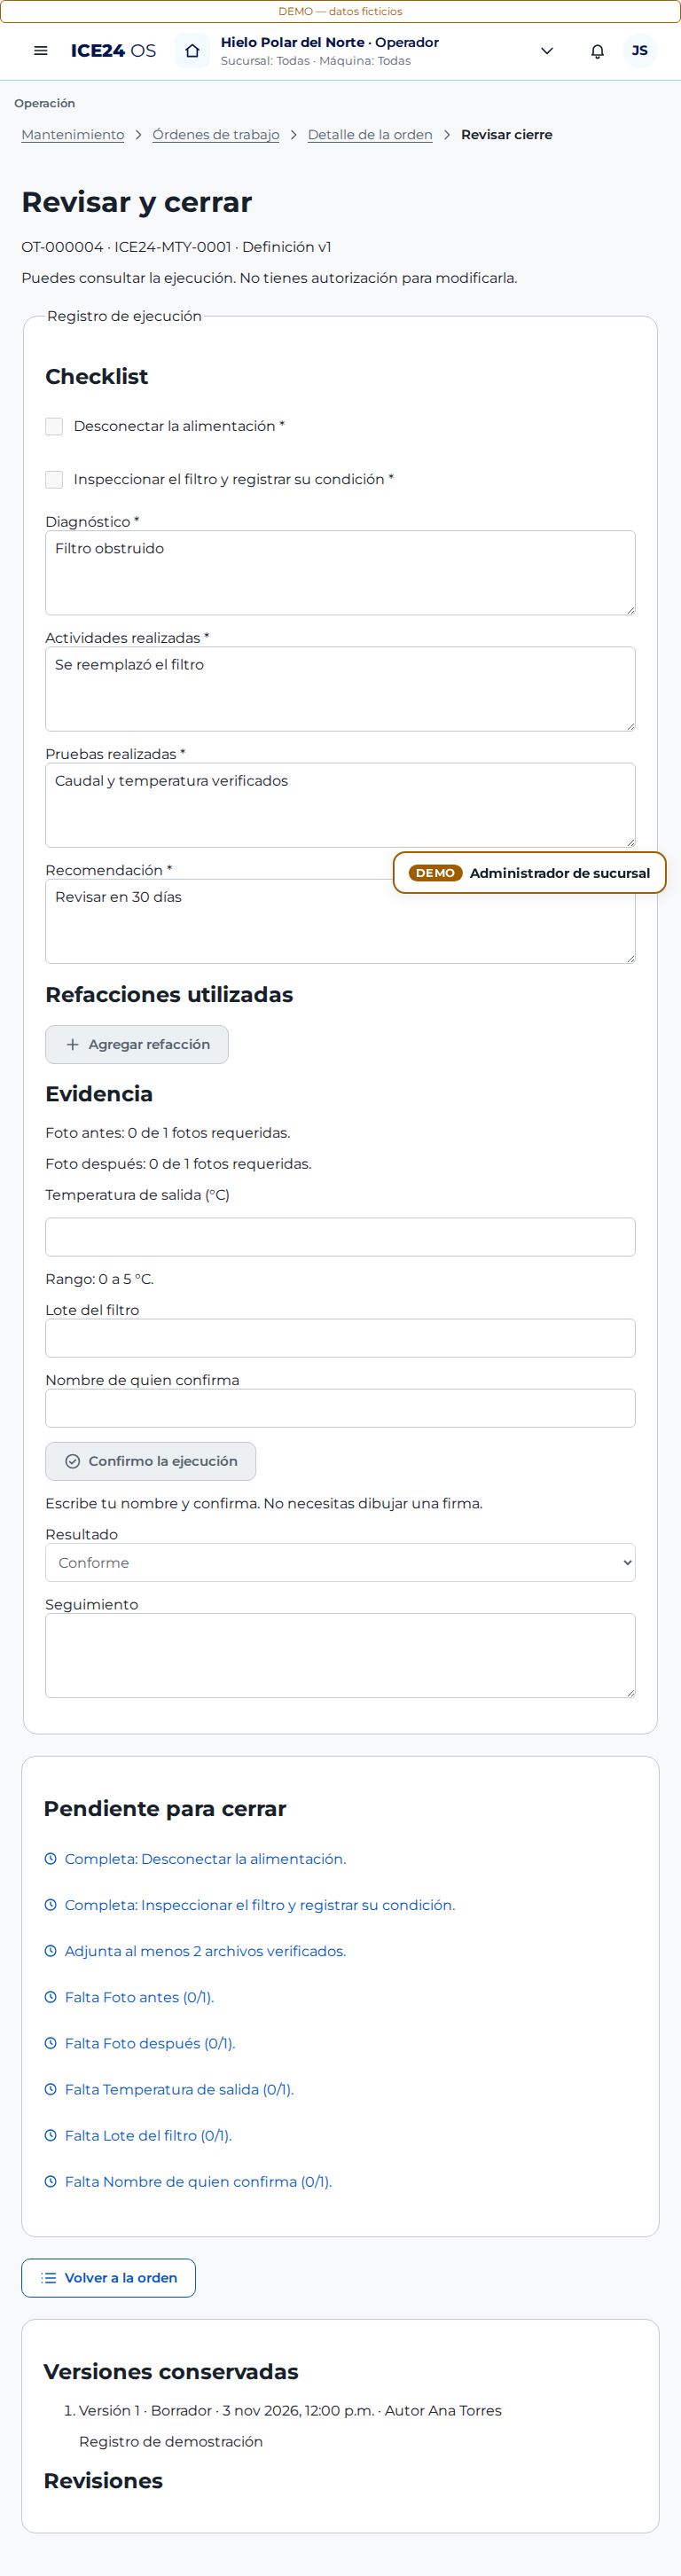 DEMO — datos ficticios
ICE24 OS
Hielo Polar del Norte · Operador
Sucursal: Todas · Máquina: Todas
JS
Operación
Mantenimiento > Órdenes de trabajo > Detalle de la orden > Revisar cierre
Revisar y cerrar
OT-000004 · ICE24-MTY-0001 · Definición v1
Puedes consultar la ejecución. No tienes autorización para modificarla.
Registro de ejecución
Checklist
Desconectar la alimentación *
Inspeccionar el filtro y registrar su condición *
Diagnóstico *
Filtro obstruido
Actividades realizadas *
Se reemplazó el filtro
Pruebas realizadas *
Caudal y temperatura verificados
Recomendación *
DEMO Administrador de sucursal
Revisar en 30 días
Refacciones utilizadas
Agregar refacción
Evidencia
Foto antes: 0 de 1 fotos requeridas.
Foto después: 0 de 1 fotos requeridas.
Temperatura de salida (°C)
Rango: 0 a 5 °C.
Lote del filtro
Nombre de quien confirma
Confirmo la ejecución
Escribe tu nombre y confirma. No necesitas dibujar una firma.
Resultado
Conforme
Seguimiento
Pendiente para cerrar
Completa: Desconectar la alimentación.
Completa: Inspeccionar el filtro y registrar su condición.
Adjunta al menos 2 archivos verificados.
Falta Foto antes (0/1).
Falta Foto después (0/1).
Falta Temperatura de salida (0/1).
Falta Lote del filtro (0/1).
Falta Nombre de quien confirma (0/1).
Volver a la orden
Versiones conservadas
1. Versión 1 · Borrador · 3 nov 2026, 12:00 p.m. · Autor Ana Torres
Registro de demostración
Revisiones